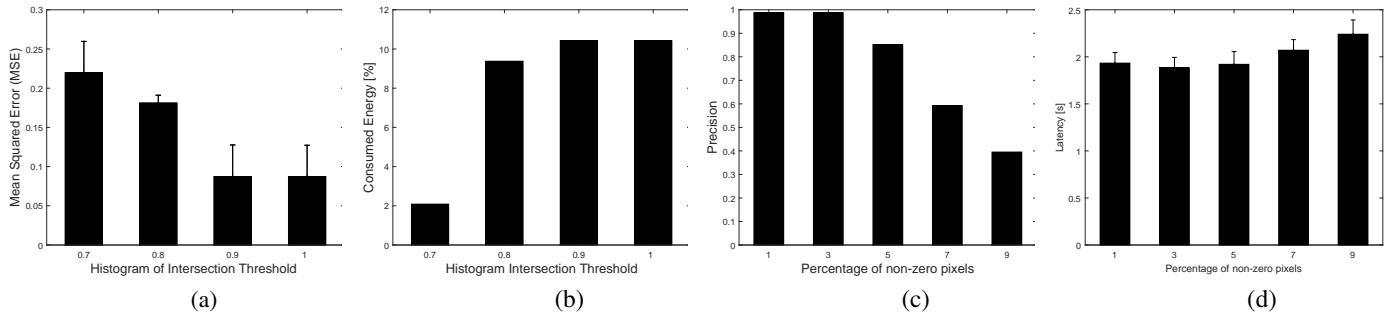 0.3
0.25
0.2
0.15
0.1
0.05
0
Mean Squared Error (MSE)
0.7 0.8 0.9 1
Histogram of Intersection Threshold
(a)
12
10
8
6
4
2
0
Consumed Energy [%]
0.7 0.8 0.9 1
Histogram Intersection Threshold
(b)
1
0.9
0.8
0.7
0.6
0.5
0.4
0.3
0.2
0.1
0
Precision
1 3 5 7 9
Percentage of non-zero pixels
(c)
2.5
2
1.5
1
0.5
0
Latency [s]
1 3 5 7 9
Percentage of non-zero pixels
(d)